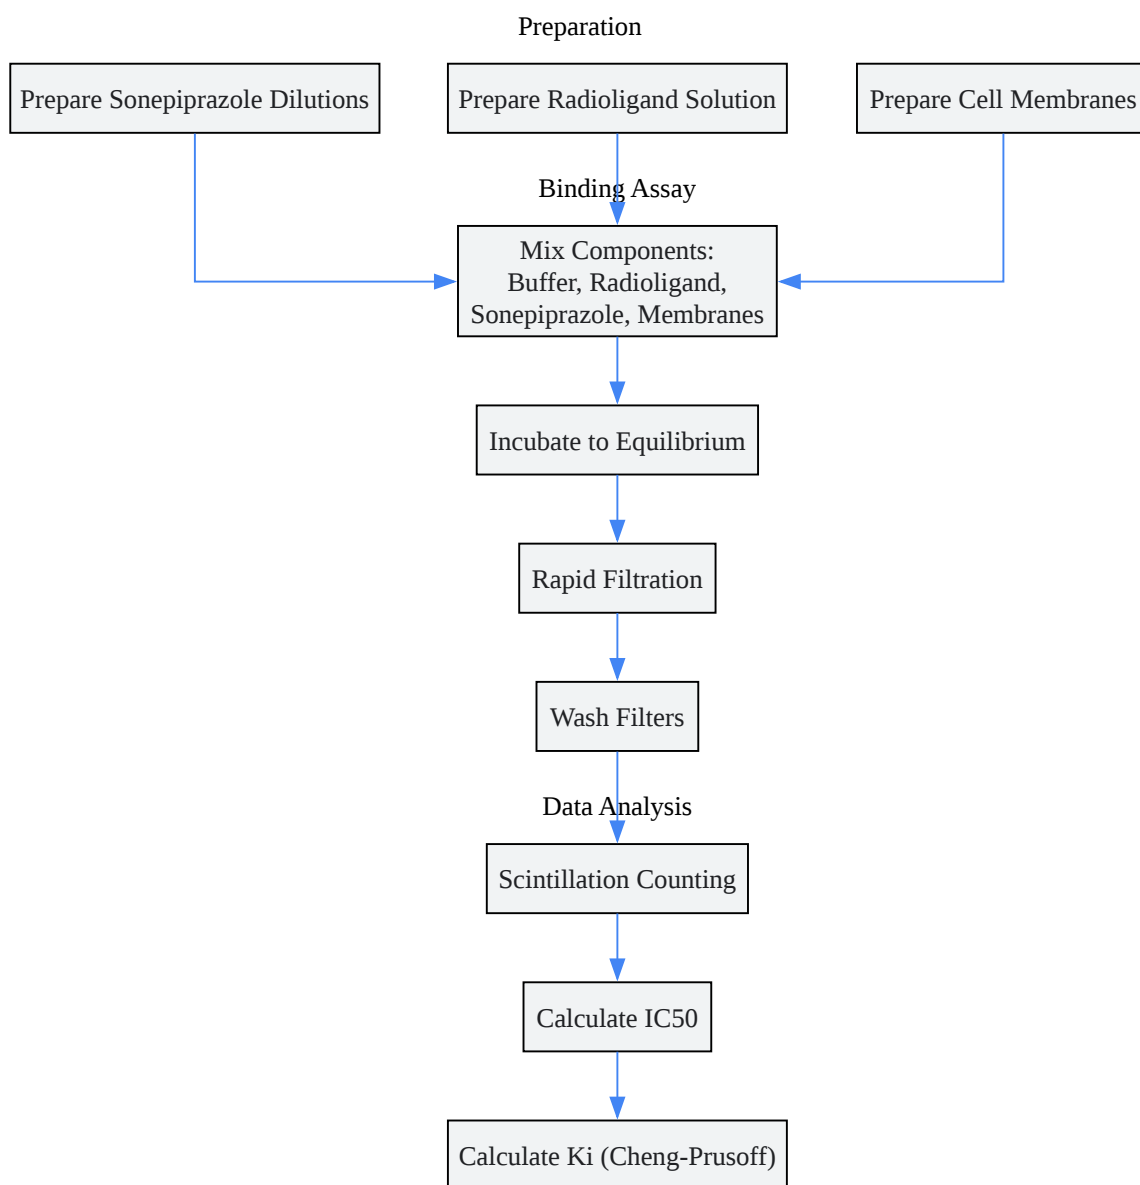 Preparation
Prepare Sonepiprazole Dilutions
Prepare Radioligand Solution
Prepare Cell Membranes
Binding Assay
Mix Components:
Buffer, Radioligand,
Sonepiprazole, Membranes
Incubate to Equilibrium
Rapid Filtration
Wash Filters
Data Analysis
Scintillation Counting
Calculate IC50
Calculate Ki (Cheng-Prusoff)